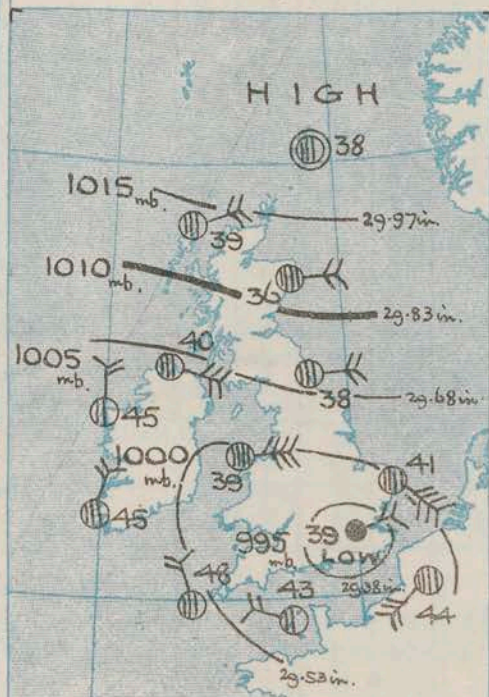 HIGH
38
1015 mb.
29.97 in.
39
1010 mb.
36
29.83 in.
40
1005 mb.
38
29.68 in.
45
1000 mb.
39
41
45
995 mb.
39
LOW
29.38 in.
48
43
44
29.53 in.